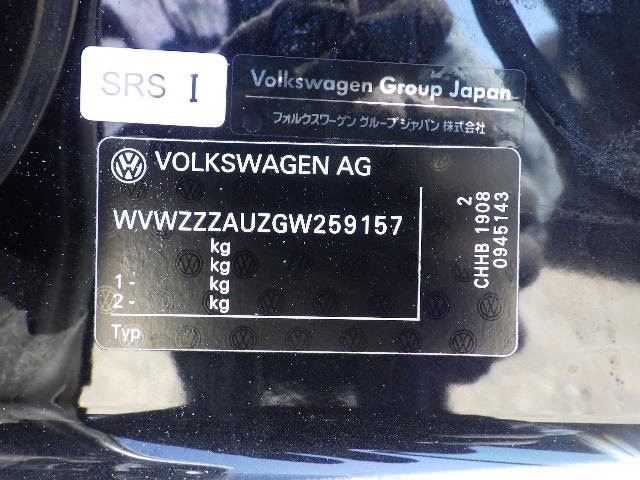 SRS I
Volkswagen Group Japan
フォルクスワーゲン グループ ジャパン 株式会社
VOLKSWAGEN AG
WVWZZZAUZGW259157
kg
kg
1 - kg
2 - kg
Typ
2
CHHB 1908
0945143